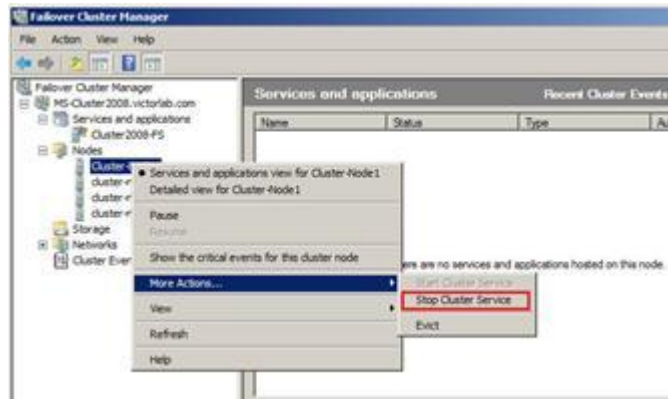 Failover Cluster Manager
File Action View Help
Failover Cluster Manager
MS-Cluster2008.victorlab.com
Services and applications
Cluster2008-FS
Nodes
Storage
Networks
Services and applications
Recent Cluster Events
Name Status Type
Services and applications view for Cluster-Node1
Detailed view for Cluster-Node1
Pause
Resume
Show the critical events for this cluster node
More Actions...
View
Refresh
Help
are no services and applications hosted on this node.
Start Cluster Service
Stop Cluster Service
Evict